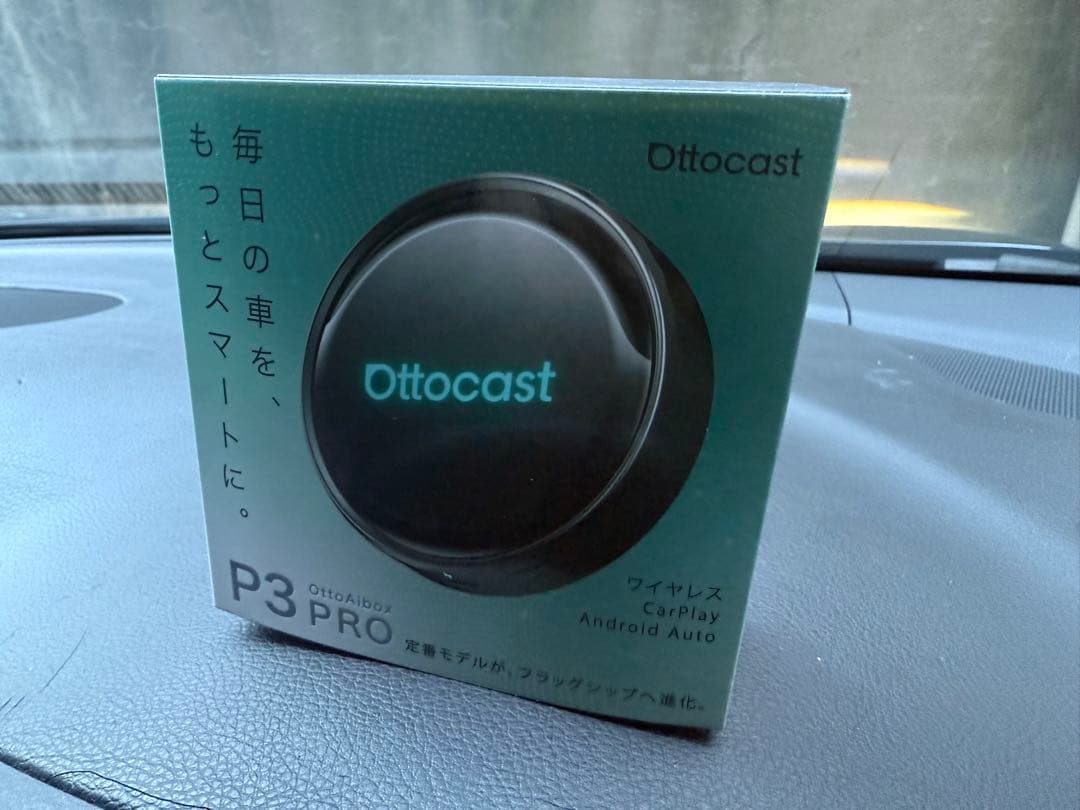 毎日の車を、
もっとスマートに。
Ottocast
Ottocast
P3
OttoAibox
PRO
ワイヤレス
CarPlay
Android Auto
定番モデルが、フラッグシップへ進化。